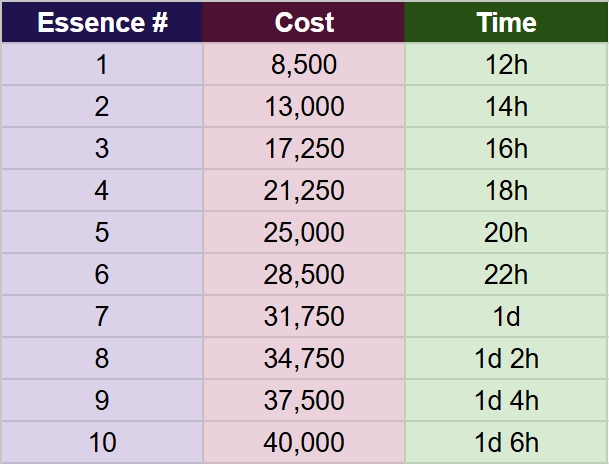 Essence # Cost Time
1 8,500 12h
2 13,000 14h
3 17,250 16h
4 21,250 18h
5 25,000 20h
6 28,500 22h
7 31,750 1d
8 34,750 1d 2h
9 37,500 1d 4h
10 40,000 1d 6h